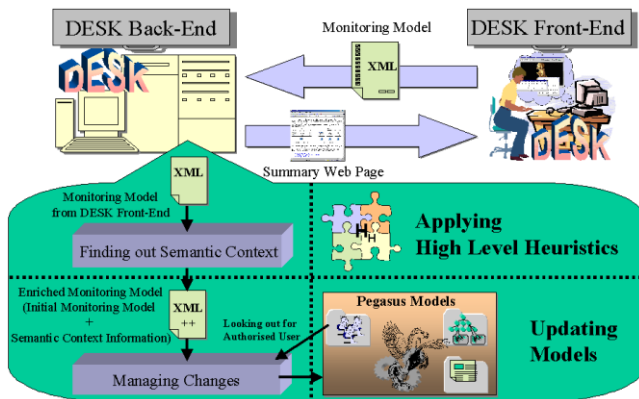 DESK Back-End
Monitoring Model
DESK Front-End
XML
DESK
DESK
Summary Web Page
XML
Monitoring Model
from DESK Front-End
Finding out Semantic Context
H
H
Applying
High Level Heuristics
Enriched Monitoring Model
(Initial Monitoring Model
+
Semantic Context Information)
XML
++
Looking out for
Authorised User
Pegasus Models
Updating
Models
Managing Changes